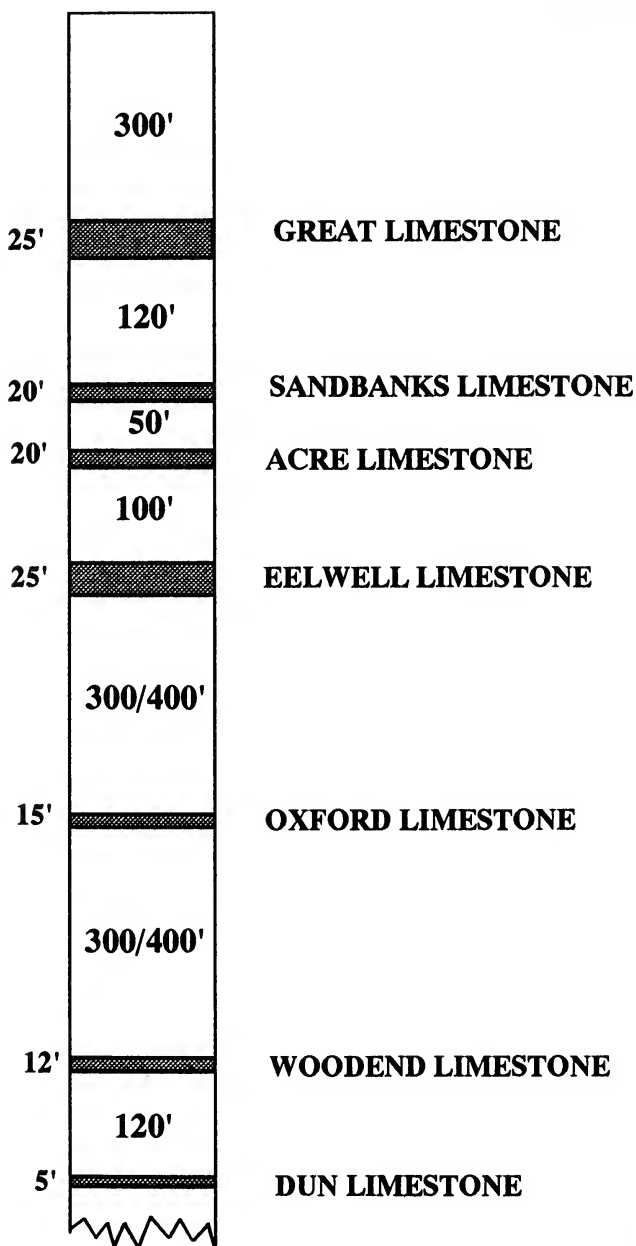 300'
25' GREAT LIMESTONE
120'
20' SANDBANKS LIMESTONE
50'
20' ACRE LIMESTONE
100'
25' EELWELL LIMESTONE
300/400'
15' OXFORD LIMESTONE
300/400'
12' WOODEND LIMESTONE
120'
5' DUN LIMESTONE